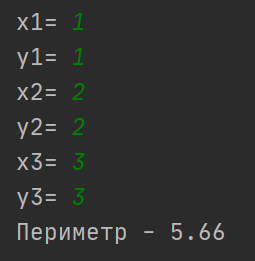 x1= 1
y1= 1
x2= 2
y2= 2
x3= 3
y3= 3
Периметр - 5.66